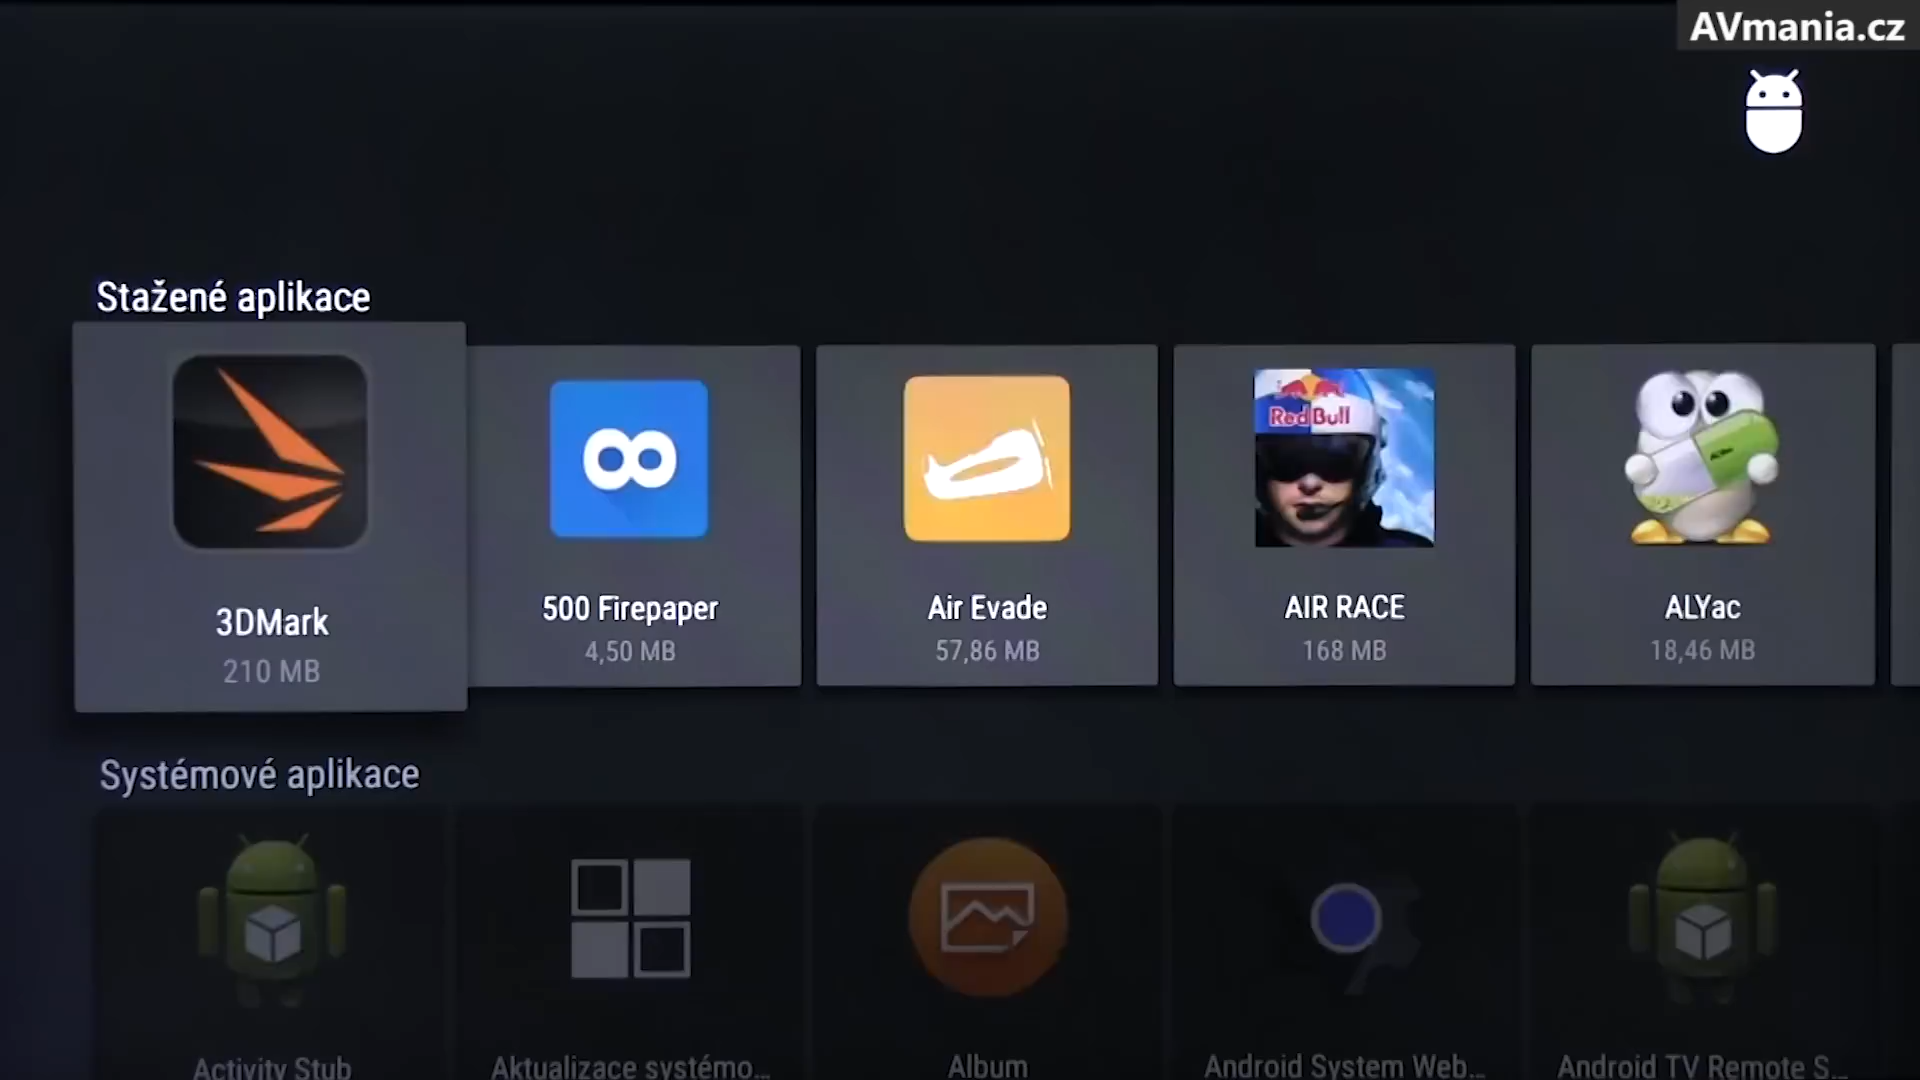 AVmania.cz
Stažené aplikace
RedBull
3DMark
210 MB
500 Firepaper
4,50 MB
Air Evade
57,86 MB
AIR RACE
168 MB
ALYac
18,46 MB
Systémové aplikace
Activity Stub
Aktualizace systémo...
Album
Android System Web...
Android TV Remote S...